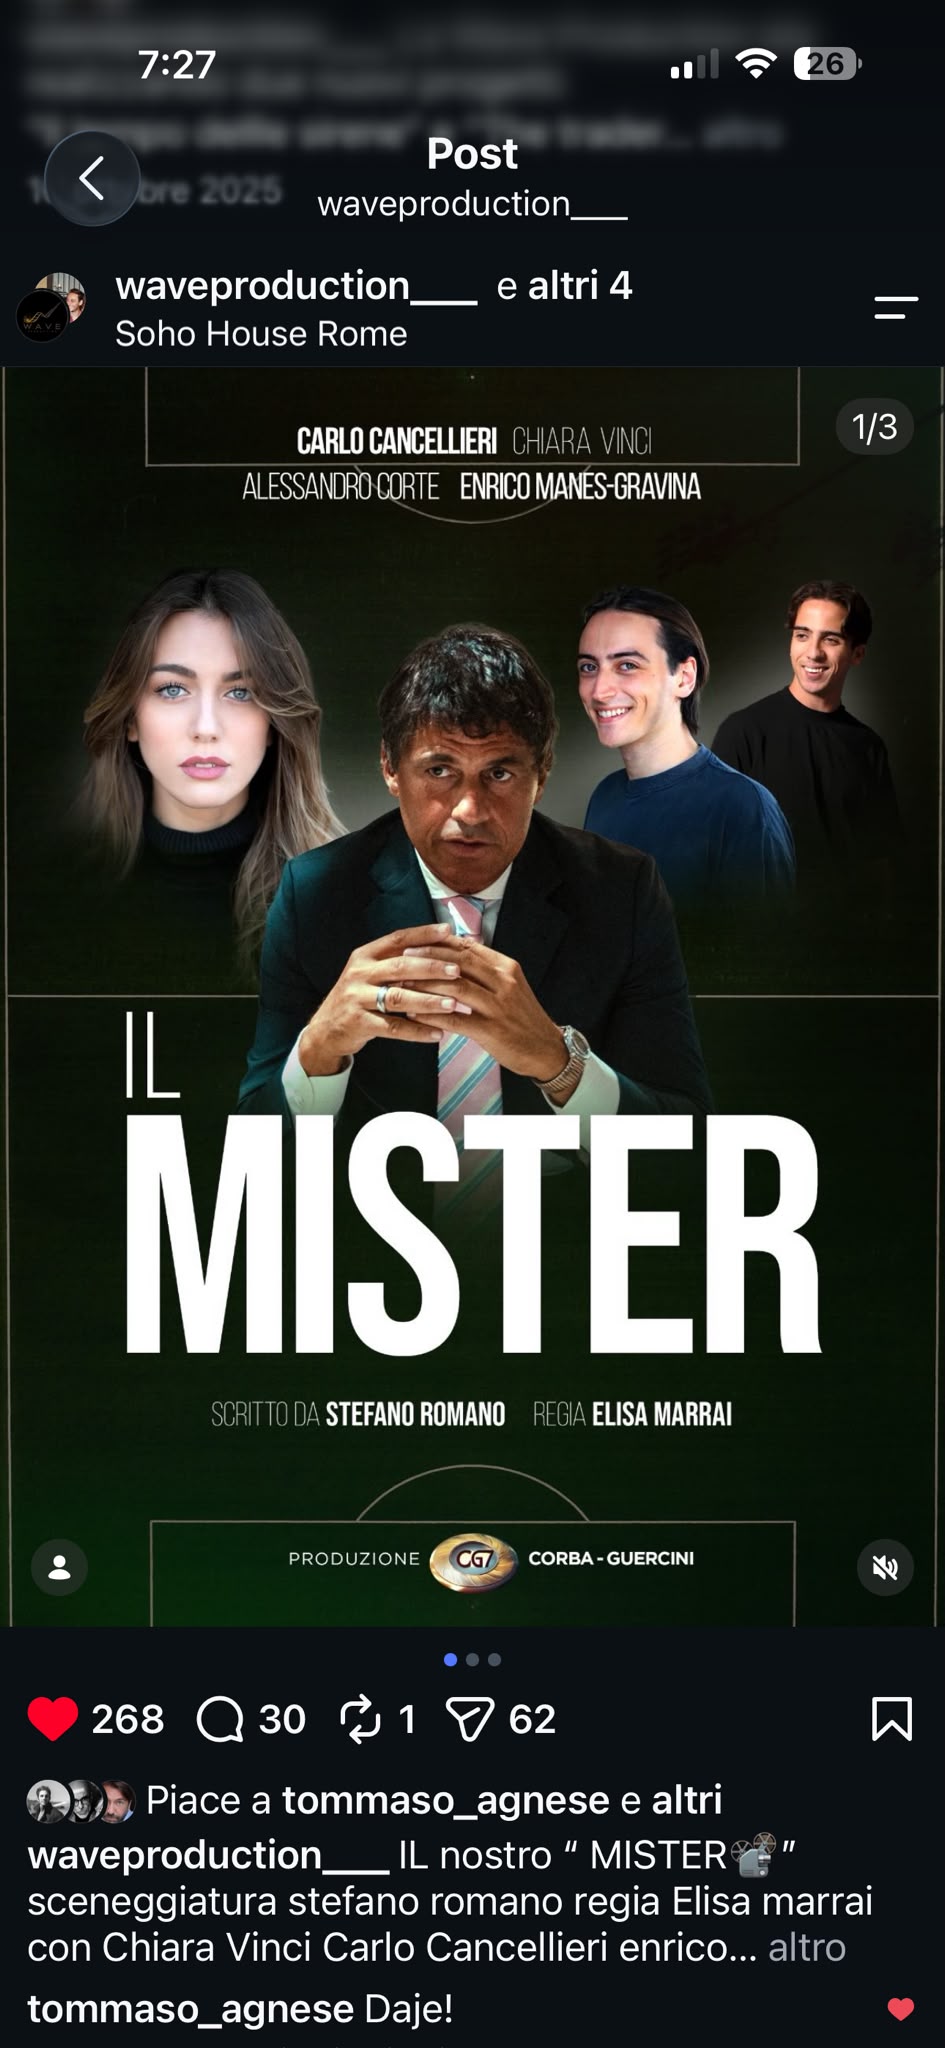 7:27
26
Post
waveproduction___
2025
waveproduction___ e altri 4
Soho House Rome
1/3
CARLO CANCELLIERI CHIARA VINCI
ALESSANDRO CORTE ENRICO MANES-GRAVINA
IL
MISTER
SCRITTO DA STEFANO ROMANO REGIA ELISA MARRAI
PRODUZIONE CG7 CORBA - GUERCINI
268 30 1 62
Piace a tommaso_agnese e altri
waveproduction___ IL nostro “ MISTER📽️”
sceneggiatura stefano romano regia Elisa marrai
con Chiara Vinci Carlo Cancellieri enrico... altro
tommaso_agnese Daje!